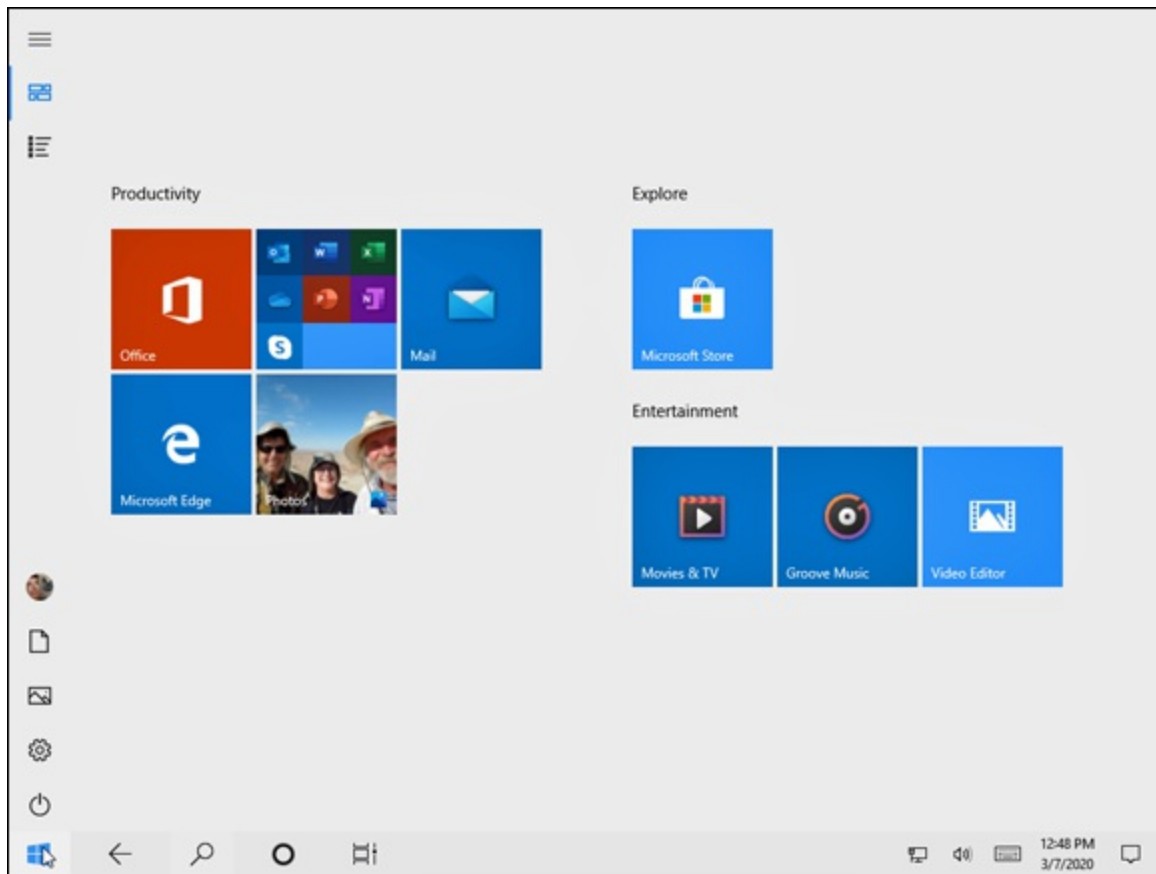 Productivity
Explore
Office
Mail
Microsoft Store
Entertainment
Microsoft Edge
Photos
Movies & TV
Groove Music
Video Editor
12:48 PM
3/7/2020